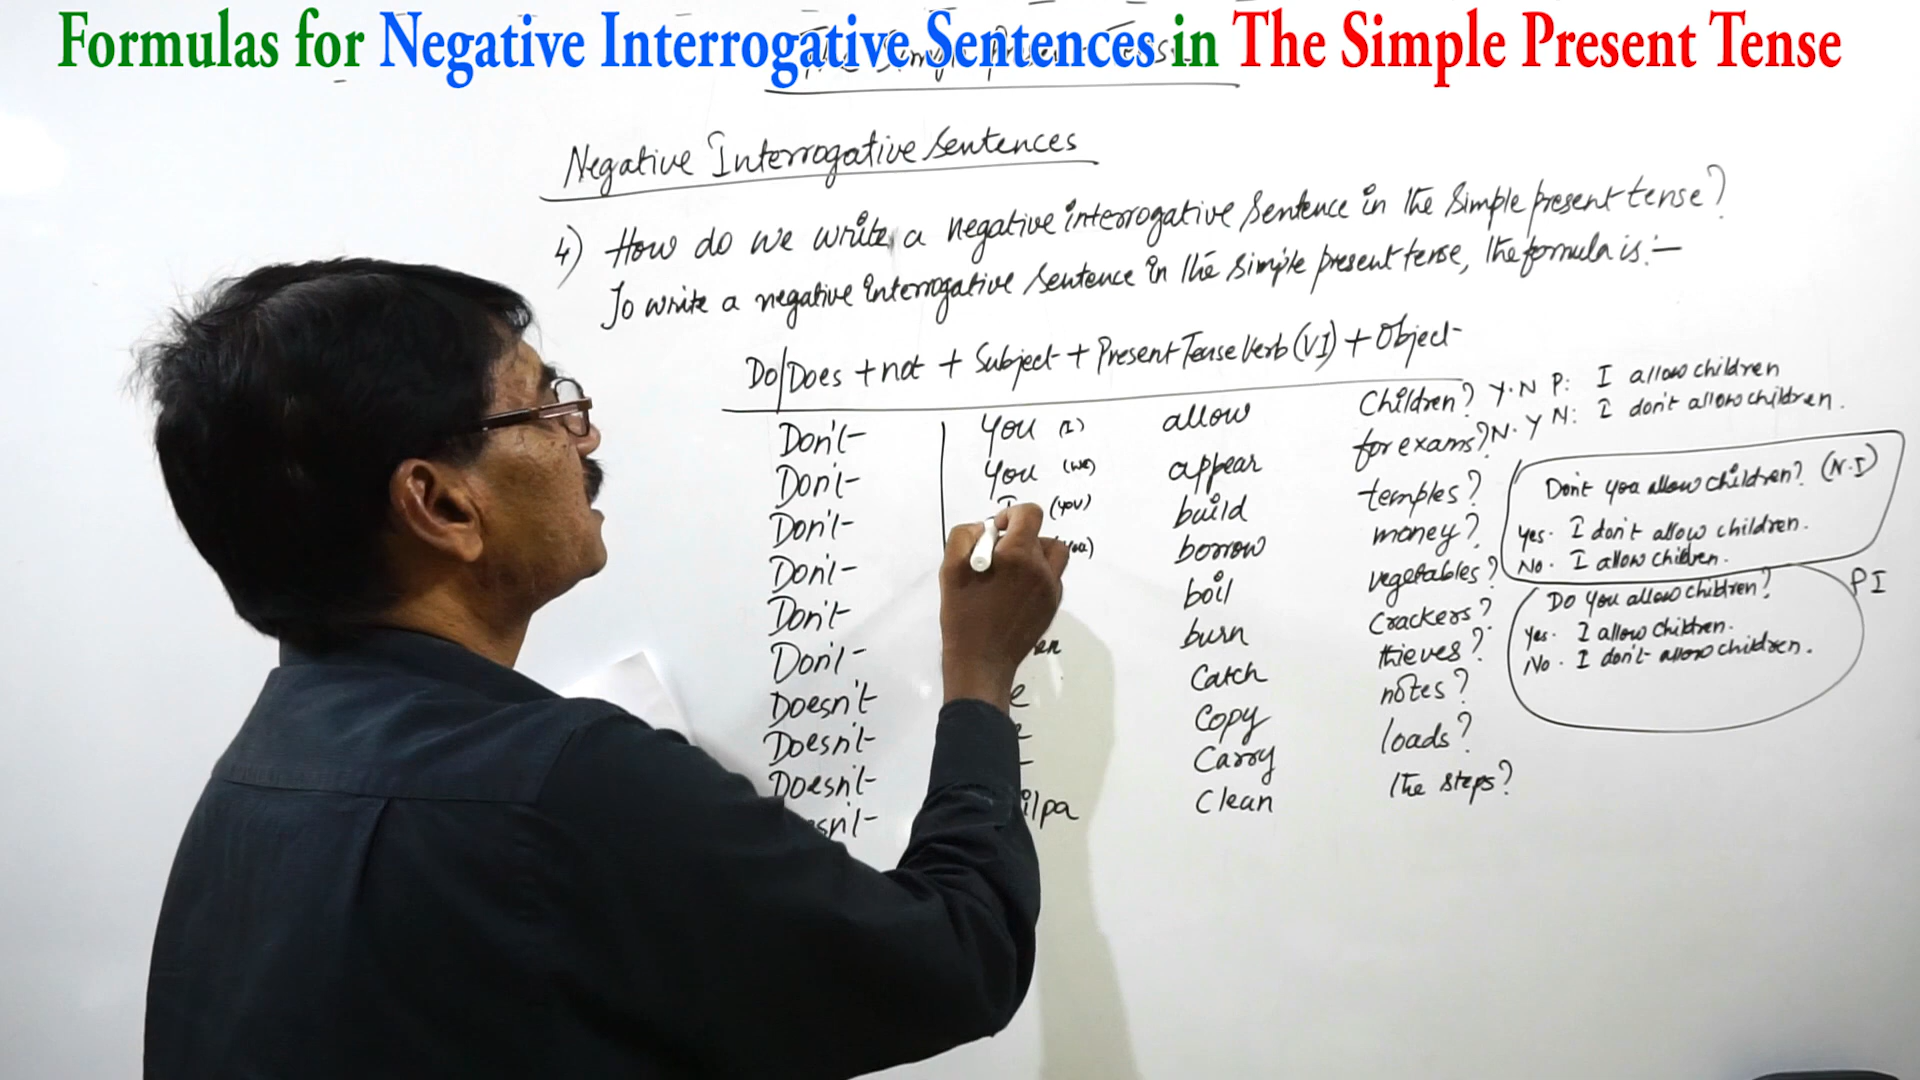 Formulas for Negative Interrogative Sentences in The Simple Present Tense
Negative Interrogative Sentences
4) How do we write a negative interrogative sentence in the simple present tense?
To write a negative interrogative sentence in the simple present tense, the formula is:—
Do/Does + not + Subject + Present Tense Verb (VI) + Object
Don't You (I) allow Children? Y.N P: I allow children
Don't You (we) appear for exams? N.Y N: I don't allow children.
Don't I (you) build temples?
Don't (you) borrow money?
Don't boil vegetables?
Don't burn Crackers?
Doesn't Catch thieves?
Doesn't Copy notes?
Doesn't Carry loads?
ilpa Clean the steps?
Don't you allow children? (N.I)
Yes. I don't allow children.
No. I allow children.
Do you allow children? PI
Yes. I allow children.
No. I don't allow children.